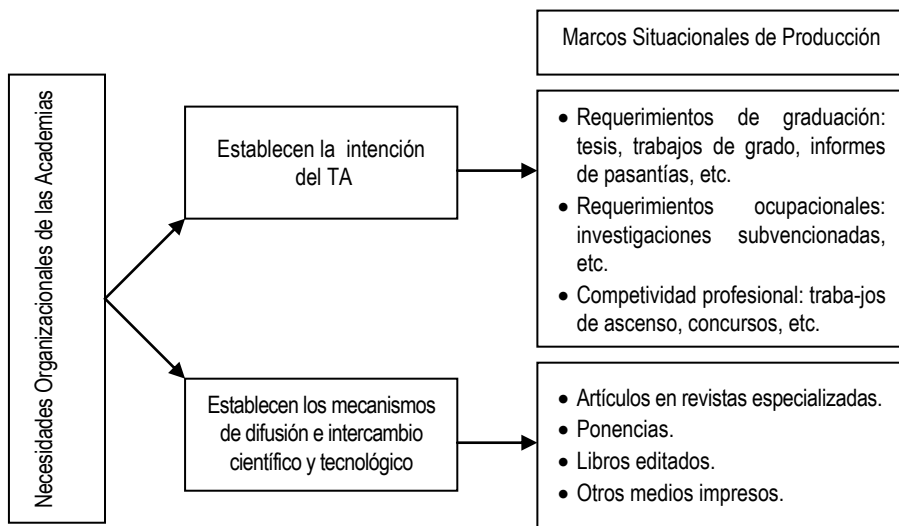 Necesidades Organizacionales de las Academias
Establecen la intención
del TA
Establecen los mecanismos
de difusión e intercambio
científico y tecnológico
Marcos Situacionales de Producción
• Requerimientos de graduación:
tesis, trabajos de grado, informes
de pasantías, etc.
• Requerimientos ocupacionales:
investigaciones subvencionadas,
etc.
• Competividad profesional: traba-jos
de ascenso, concursos, etc.
• Artículos en revistas especializadas.
• Ponencias.
• Libros editados.
• Otros medios impresos.